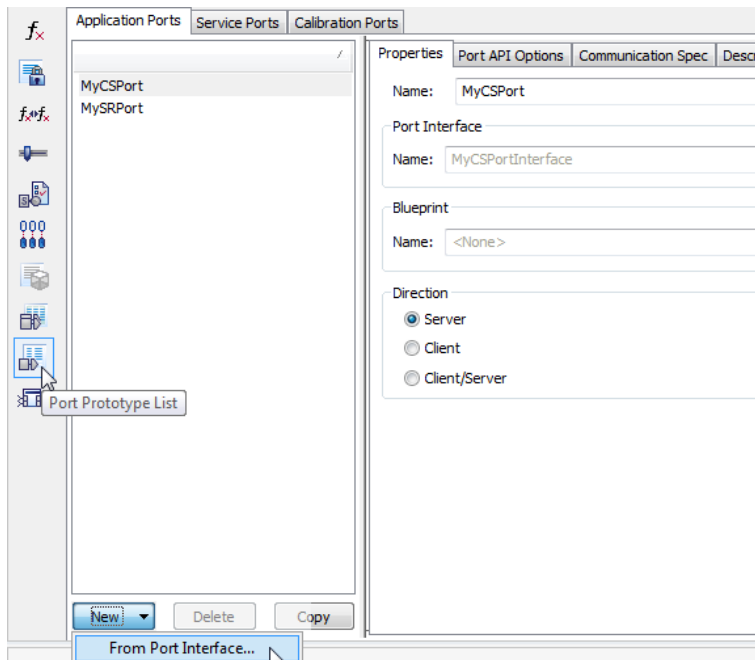 Application Ports
Service Ports
Calibration Ports
MyCSPort
MySRPort
Port Prototype List
New
Delete
Copy
From Port Interface...
Properties
Port API Options
Communication Spec
Name: MyCSPort
Port Interface
Name: MyCSPortInterface
Blueprint
Name: <None>
Direction
Server
Client
Client/Server